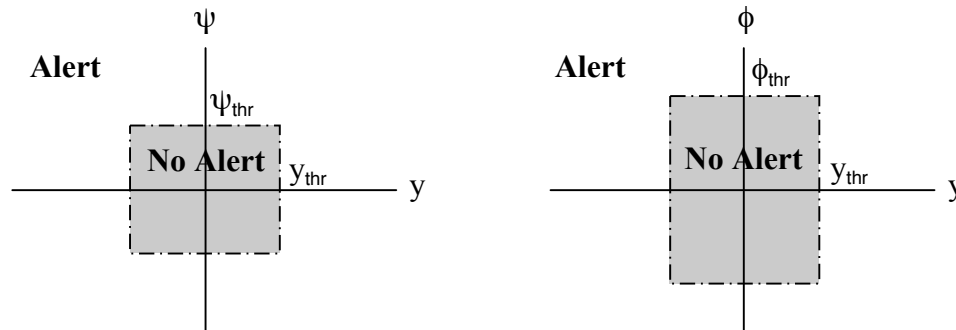 ψ
Alert
ψthr
No Alert
ythr
y
ϕ
Alert
ϕthr
No Alert
ythr
y